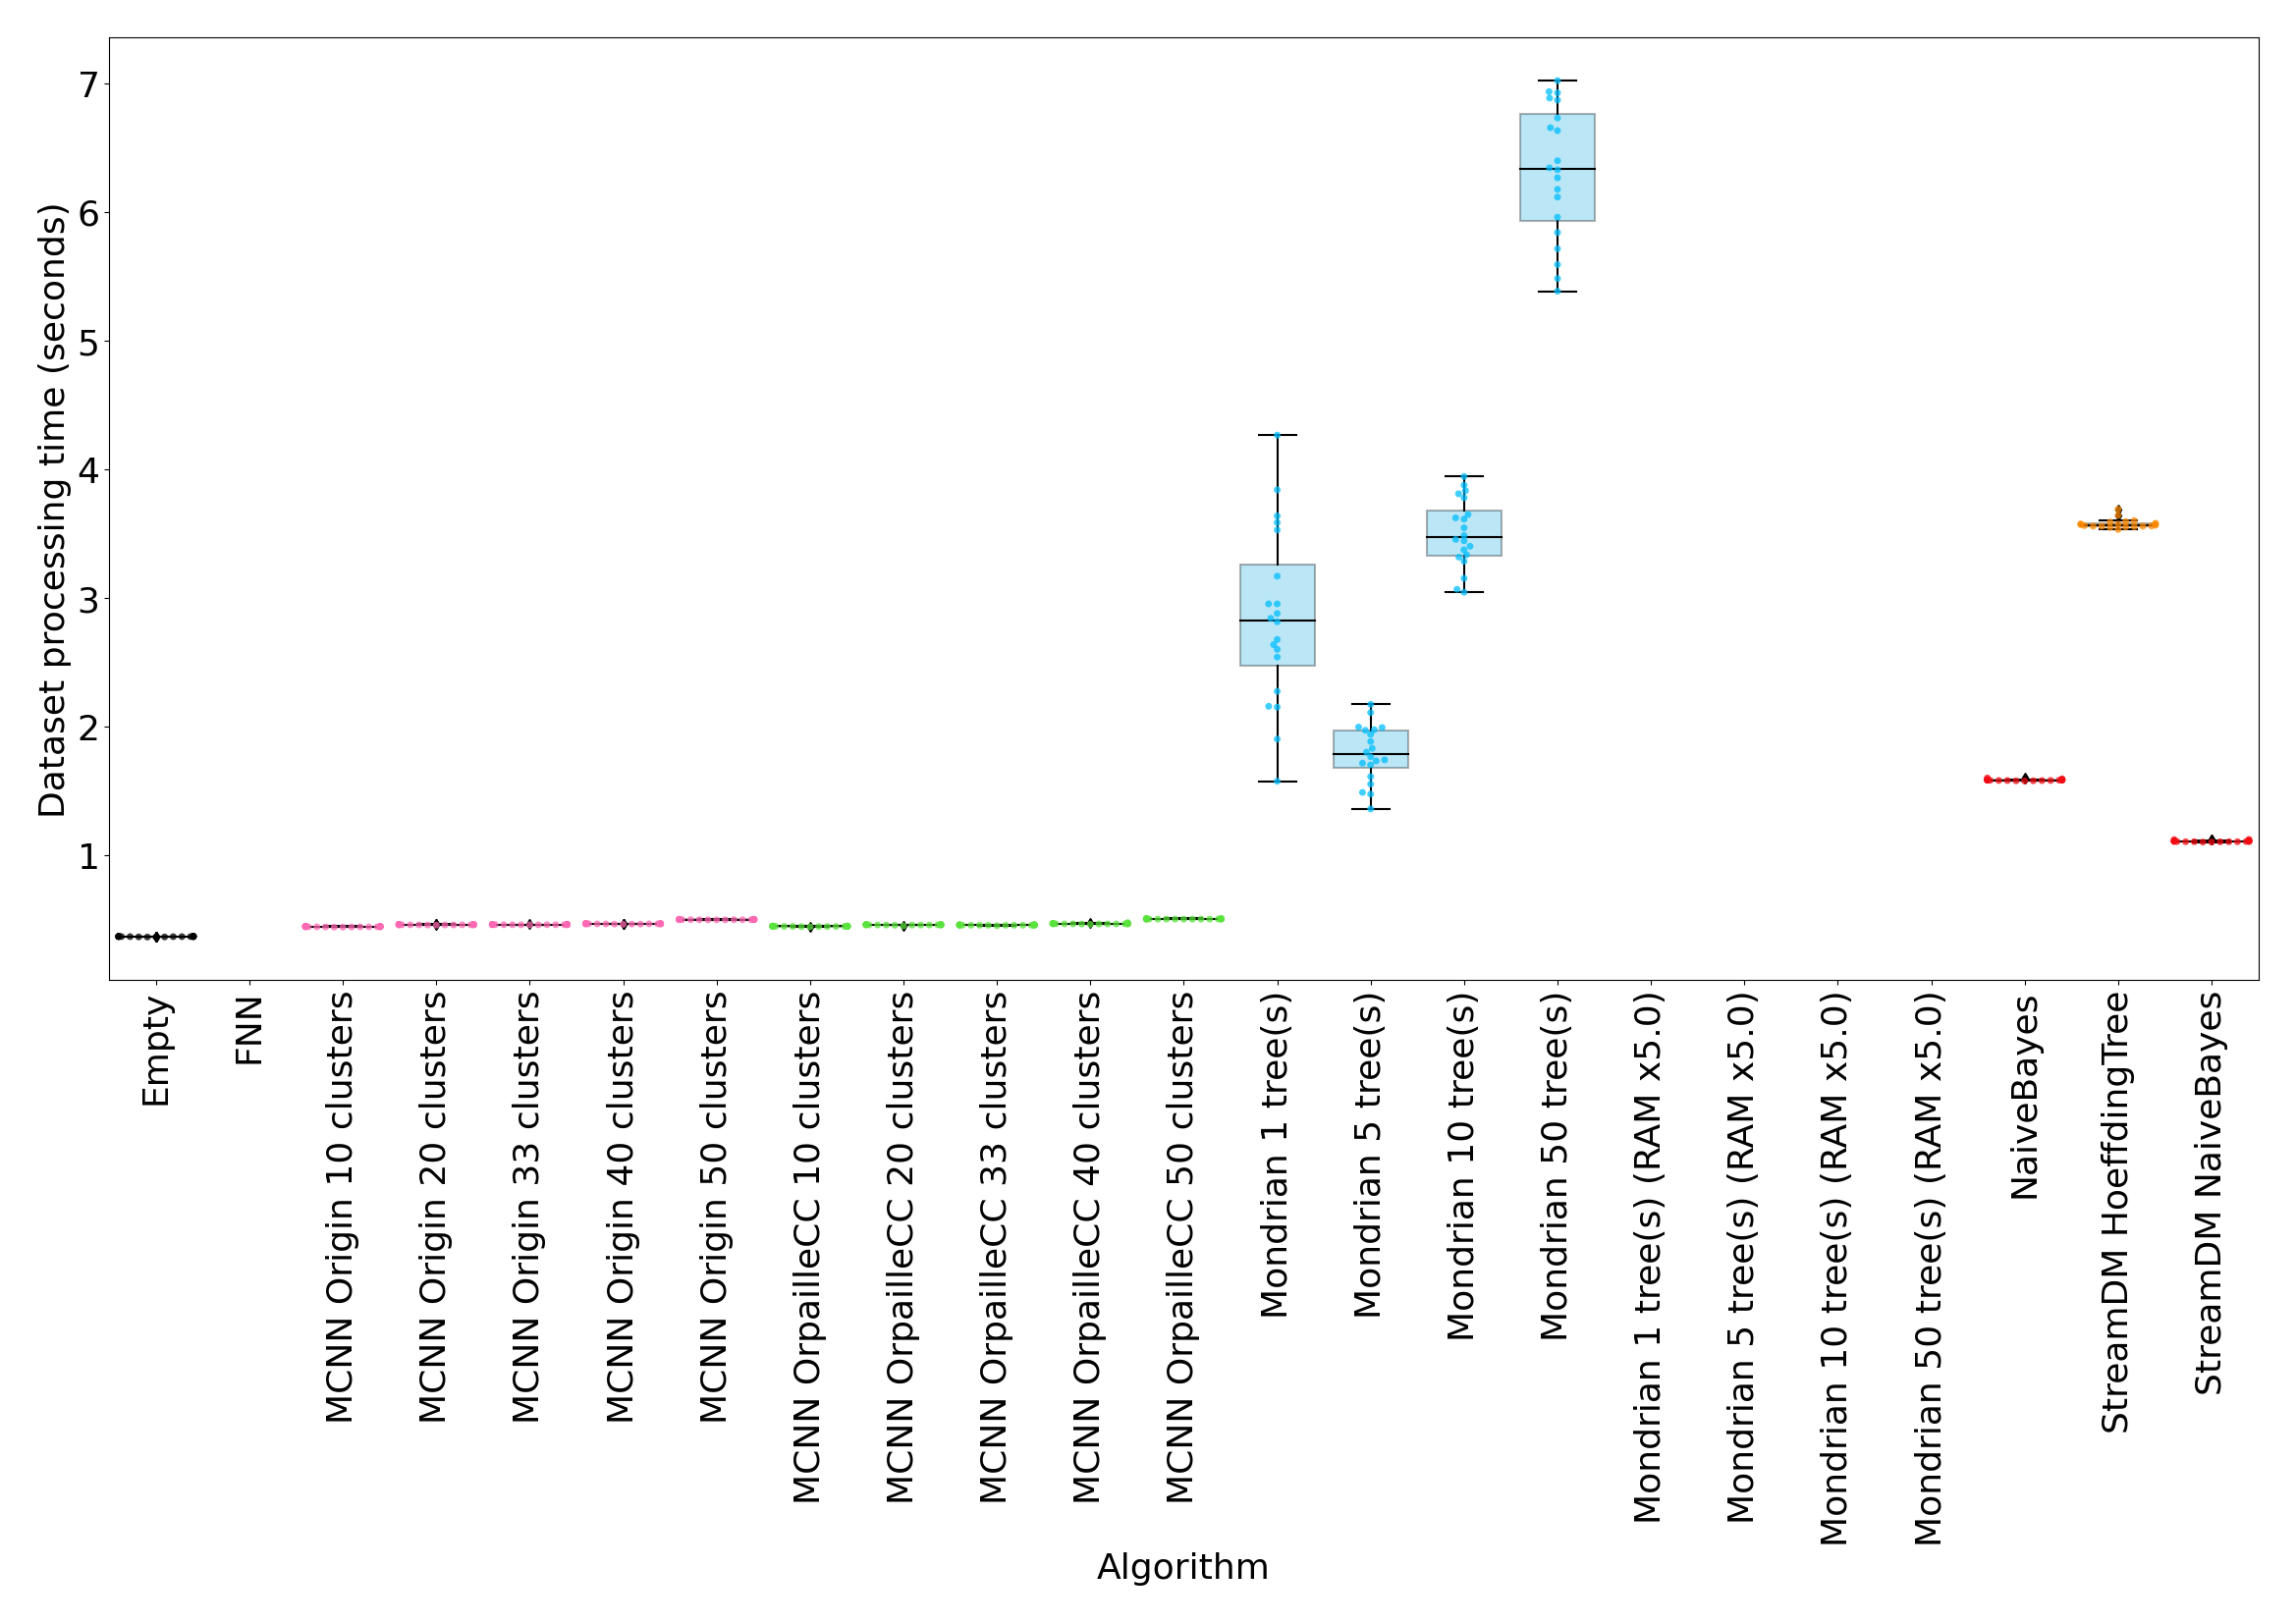 Dataset processing time (seconds)
7
6
5
4
3
2
1
Empty
FNN
MCNN Origin 10 clusters
MCNN Origin 20 clusters
MCNN Origin 33 clusters
MCNN Origin 40 clusters
MCNN Origin 50 clusters
MCNN OrpailleCC 10 clusters
MCNN OrpailleCC 20 clusters
MCNN OrpailleCC 33 clusters
MCNN OrpailleCC 40 clusters
MCNN OrpailleCC 50 clusters
Mondrian 1 tree(s)
Mondrian 5 tree(s)
Mondrian 10 tree(s)
Mondrian 50 tree(s)
Mondrian 1 tree(s) (RAM x5.0)
Mondrian 5 tree(s) (RAM x5.0)
Mondrian 10 tree(s) (RAM x5.0)
Mondrian 50 tree(s) (RAM x5.0)
NaiveBayes
StreamDM HoeffdingTree
StreamDM NaiveBayes
Algorithm